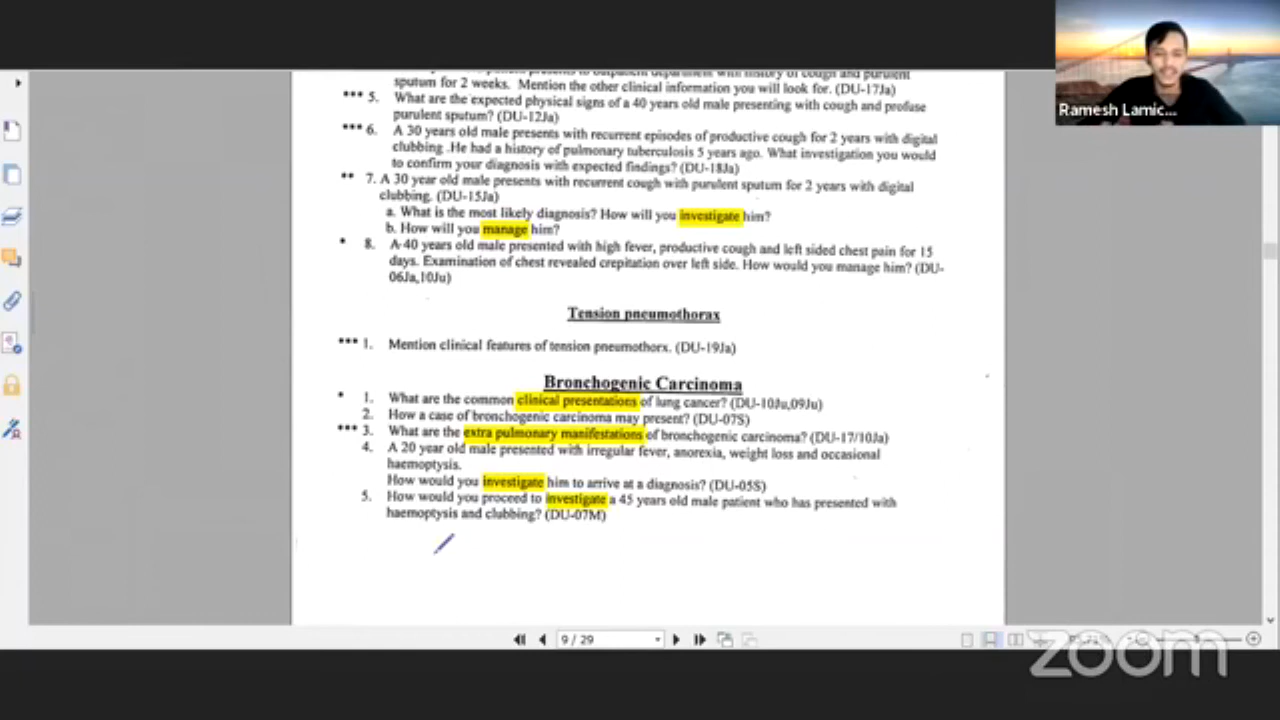 sputum for 2 weeks. Mention the other clinical information you will look for. (DU-17Ja)
*** 5. What are the expected physical signs of a 40 years old male presenting with cough and profuse
purulent sputum? (DU-12Ja)
*** 6. A 30 years old male presents with recurrent episodes of productive cough for 2 years with digital
clubbing .He had a history of pulmonary tuberculosis 5 years ago. What investigation you would
to confirm your diagnosis with expected findings? (DU-18Ja)
** 7. A 30 year old male presents with recurrent cough with purulent sputum for 2 years with digital
clubbing. (DU-15Ja)
a. What is the most likely diagnosis? How will you investigate him?
b. How will you manage him?
* 8. A 40 years old male presented with high fever, productive cough and left sided chest pain for 15
days. Examination of chest revealed crepitation over left side. How would you manage him? (DU-
06Ja,10Ju)
Tension pneumothorax
*** 1. Mention clinical features of tension pneumothorx. (DU-19Ja)
Bronchogenic Carcinoma
* 1. What are the common clinical presentations of lung cancer? (DU-10Ju,09Ju)
2. How a case of bronchogenic carcinoma may present? (DU-07S)
*** 3. What are the extra pulmonary manifestations of bronchogenic carcinoma? (DU-17/10Ja)
4. A 20 year old male presented with irregular fever, anorexia, weight loss and occasional
haemoptysis.
How would you investigate him to arrive at a diagnosis? (DU-05S)
5. How would you proceed to investigate a 45 years old male patient who has presented with
haemoptysis and clubbing? (DU-07M)
Ramesh Lamic...
9 / 29
zoom